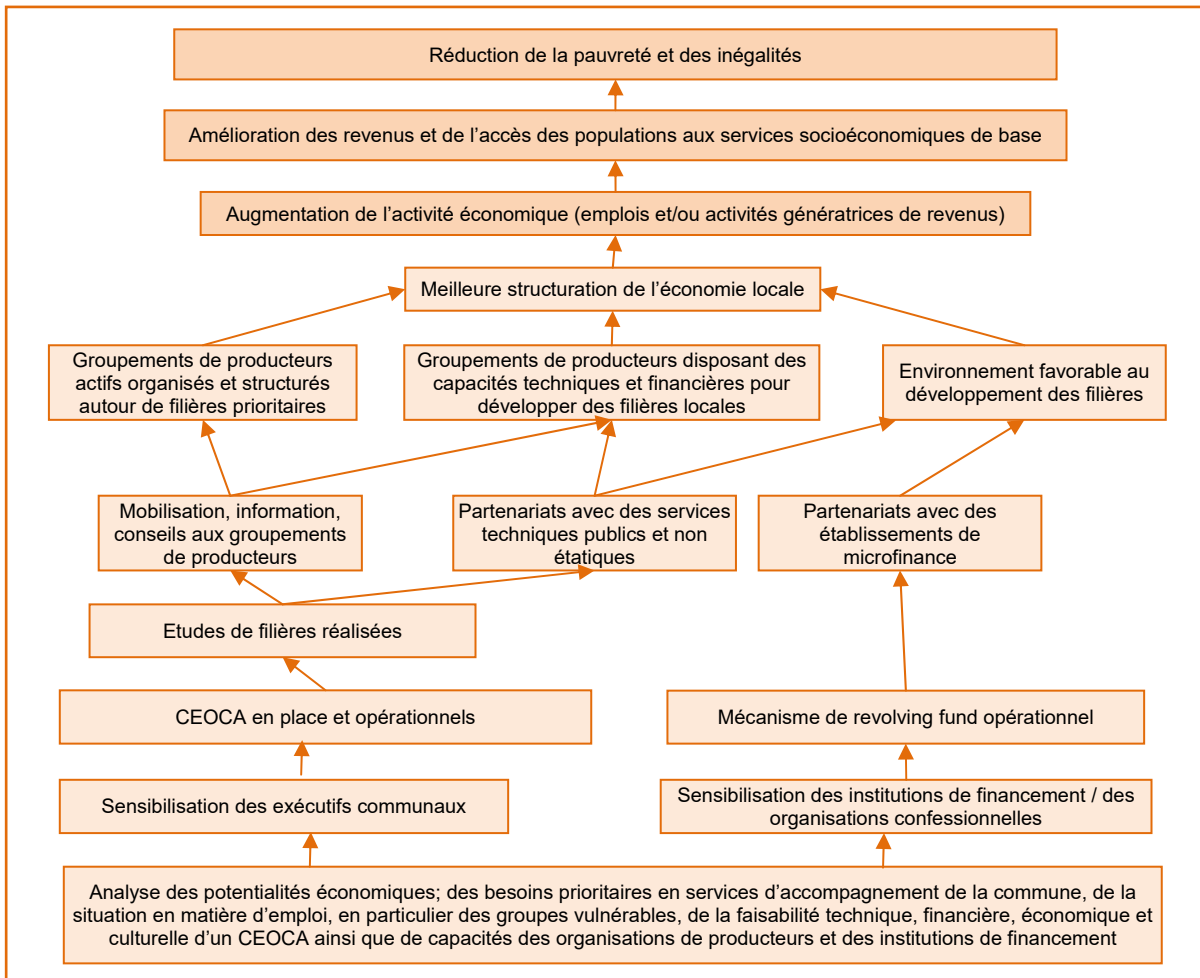 Réduction de la pauvreté et des inégalités
Amélioration des revenus et de l’accès des populations aux services socioéconomiques de base
Augmentation de l’activité économique (emplois et/ou activités génératrices de revenus)
Meilleure structuration de l’économie locale
Groupements de producteurs
actifs organisés et structurés
autour de filières prioritaires
Groupements de producteurs disposant des
capacités techniques et financières pour
développer des filières locales
Environnement favorable au
développement des filières
Mobilisation, information,
conseils aux groupements
de producteurs
Partenariats avec des services
techniques publics et non
étatiques
Partenariats avec des
établissements de
microfinance
Etudes de filières réalisées
CEOCA en place et opérationnels
Mécanisme de revolving fund opérationnel
Sensibilisation des exécutifs communaux
Sensibilisation des institutions de financement / des
organisations confessionnelles
Analyse des potentialités économiques; des besoins prioritaires en services d’accompagnement de la commune, de la
situation en matière d’emploi, en particulier des groupes vulnérables, de la faisabilité technique, financière, économique et
culturelle d’un CEOCA ainsi que de capacités des organisations de producteurs et des institutions de financement